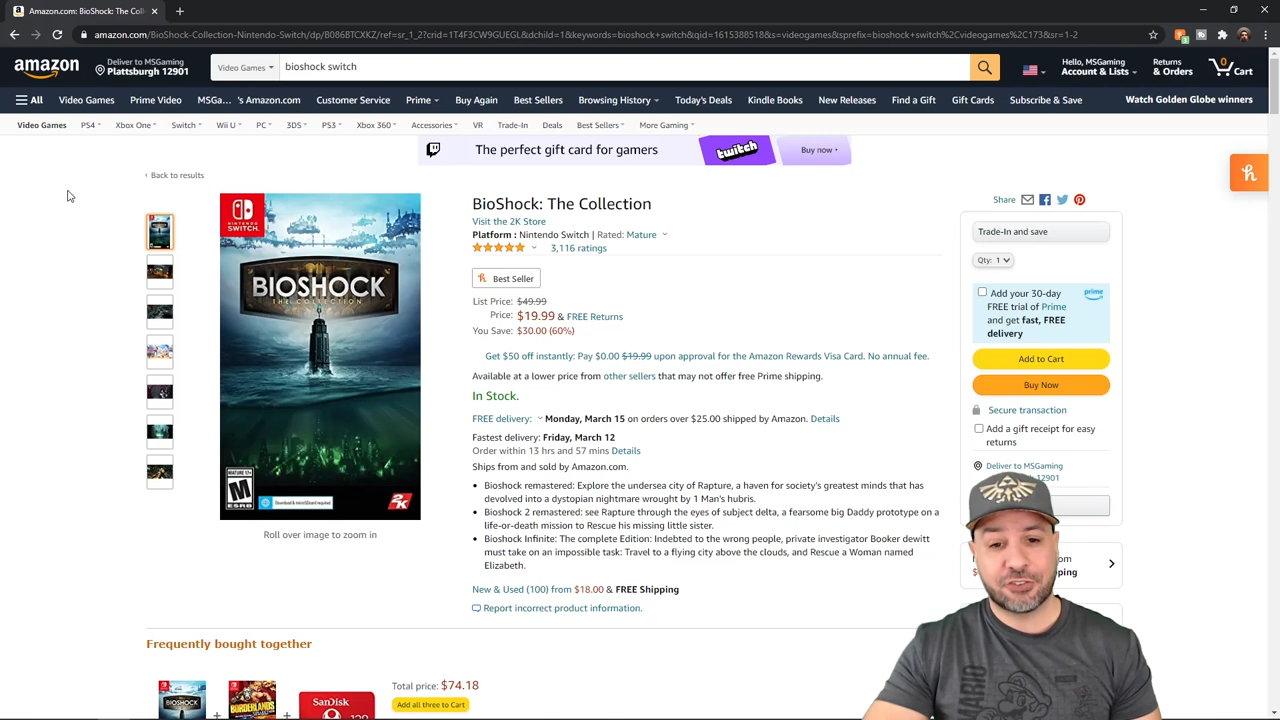 Amazon.com: BioShock: The Coll
amazon.com/BioShock-Collection-Nintendo-Switch/dp/B086BTCXKZ/ref=sr_1_2?crid=1T4F3CW9GUEGL&dchild=1&keywords=bioshock+switch&qid=1615388518&s=videogames&sprefix=bioshock+switch%2Cvideogames%2C173&sr=1-2
amazon
Deliver to MSGaming
Plattsburgh 12901
Video Games
bioshock switch
Hello, MSGaming
Account & Lists
Returns
& Orders
0
Cart
All
Video Games
Prime Video
MSGa... 's Amazon.com
Customer Service
Prime
Buy Again
Best Sellers
Browsing History
Today's Deals
Kindle Books
New Releases
Find a Gift
Gift Cards
Subscribe & Save
Watch Golden Globe winners
Video Games
PS4
Xbox One
Switch
Wii U
PC
3DS
PS3
Xbox 360
Accessories
VR
Trade-In
Deals
Best Sellers
More Gaming
The perfect gift card for gamers
twitch
Buy now
‹ Back to results
NINTENDO
SWITCH
BIOSHOCK
THE COLLECTION
MATURE 17+
M
ESRB
2K
Roll over image to zoom in
BioShock: The Collection
Visit the 2K Store
Platform : Nintendo Switch | Rated: Mature
3,116 ratings
Best Seller
List Price: $49.99
Price: $19.99 & FREE Returns
You Save: $30.00 (60%)
Get $50 off instantly: Pay $0.00 $19.99 upon approval for the Amazon Rewards Visa Card. No annual fee.
Available at a lower price from other sellers that may not offer free Prime shipping.
In Stock.
FREE delivery: Monday, March 15 on orders over $25.00 shipped by Amazon. Details
Fastest delivery: Friday, March 12
Order within 13 hrs and 57 mins Details
Ships from and sold by Amazon.com.
• Bioshock remastered: Explore the undersea city of Rapture, a haven for society's greatest minds that has
devolved into a dystopian nightmare wrought by 1 Man's hubris.
• Bioshock 2 remastered: see Rapture through the eyes of subject delta, a fearsome big Daddy prototype on a
life-or-death mission to Rescue his missing little sister.
• Bioshock Infinite: The complete Edition: Indebted to the wrong people, private investigator Booker dewitt
must take on an impossible task: Travel to a flying city above the clouds, and Rescue a Woman named
Elizabeth.
New & Used (100) from $18.00 & FREE Shipping
Report incorrect product information.
Share
Trade-In and save
Qty: 1
Add your 30-day
FREE trial of Prime
and get fast, FREE
delivery
prime
Add to Cart
Buy Now
Secure transaction
Add a gift receipt for easy
returns
Deliver to MSGaming
12901
Frequently bought together
BIOSHOCK
BORDERLANDS
SanDisk
Total price: $74.18
Add all three to Cart